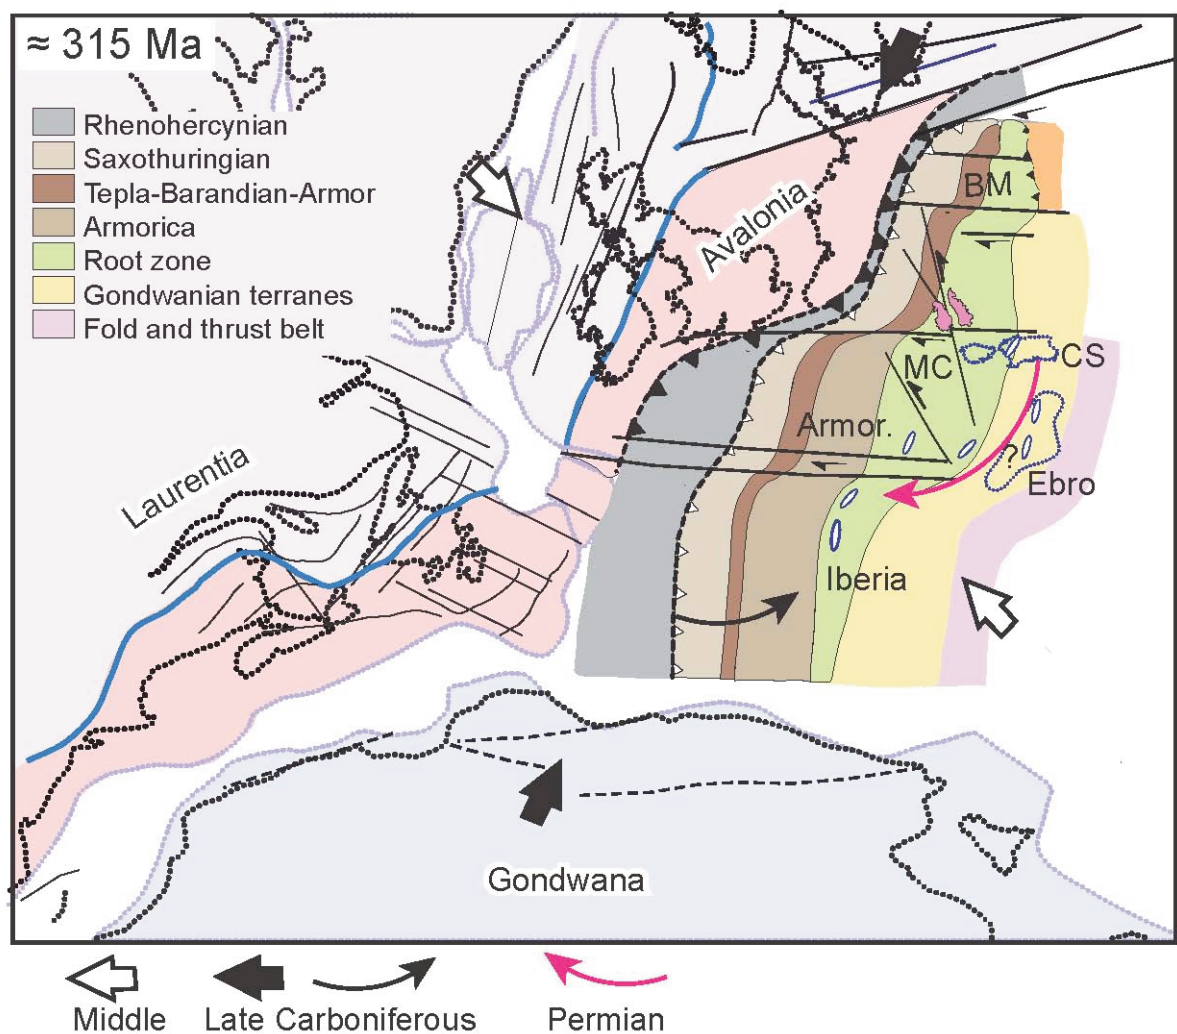 ≈ 315 Ma
Rhenohercynian
Saxothuringian
Tepla-Barandian-Armor
Armorica
Root zone
Gondwanian terranes
Fold and thrust belt
BM
Avalonia
MC
CS
Armor.
?
Ebro
Laurentia
Iberia
Gondwana
Middle Late Carboniferous Permian